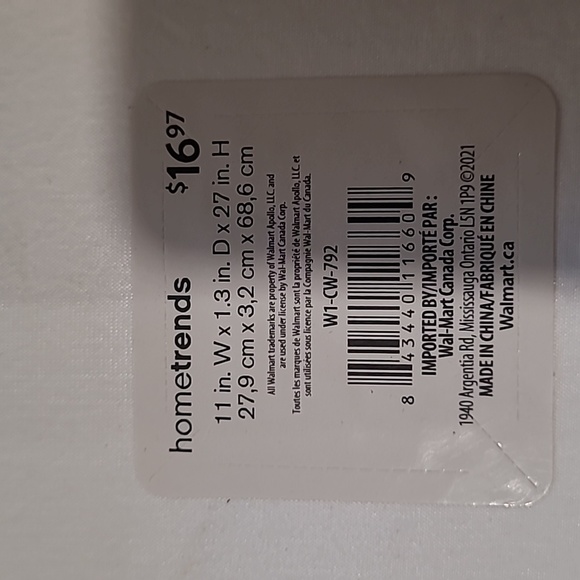 hometrends $16.97
11 in. W x 1.3 in. D x 27 in. H
27,9 cm x 3,2 cm x 68,6 cm
All Walmart trademarks are property of Walmart Apollo, LLC. and
are used under license by Wal-Mart Canada Corp.
Toutes les marques de Walmart sont la propriété de Walmart Apollo, LLC. et
sont utilisées sous licence par la Compagnie Wal-Mart du Canada.
W1-CW-792
8 43440 11660 9
IMPORTED BY/IMPORTÉ PAR :
Wal-Mart Canada Corp.
1940 Argentia Rd, Mississauga Ontario L5N 1P9 ©2021
MADE IN CHINA/FABRIQUÉ EN CHINE
Walmart.ca